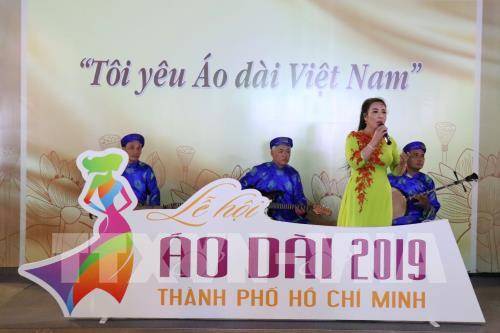 “Tôi yêu Áo dài Việt Nam”
Lễ hội
ÁO DÀI 2019
THÀNH PHỐ HỒ CHÍ MINH